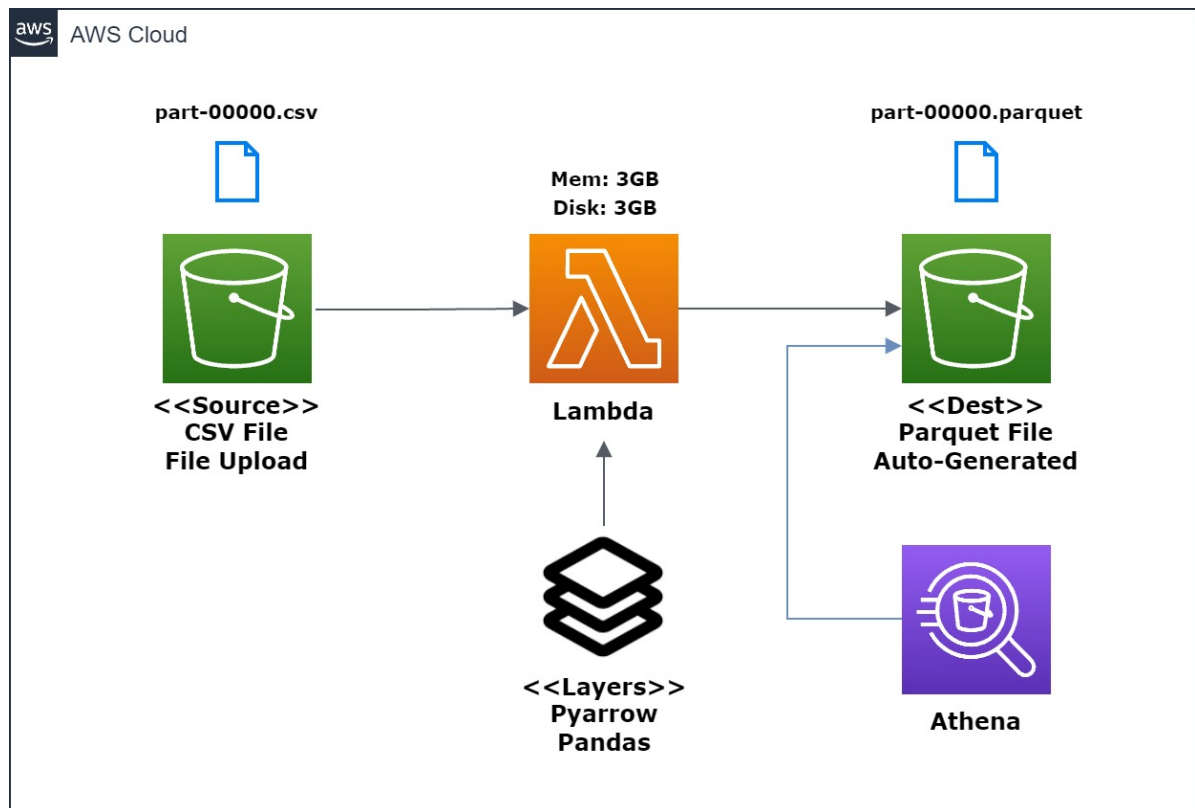 aws
AWS Cloud
part-00000.csv
part-00000.parquet
Mem: 3GB
Disk: 3GB
<<Source>>
CSV File
File Upload
Lambda
<<Dest>>
Parquet File
Auto-Generated
<<Layers>>
Pyarrow
Pandas
Athena